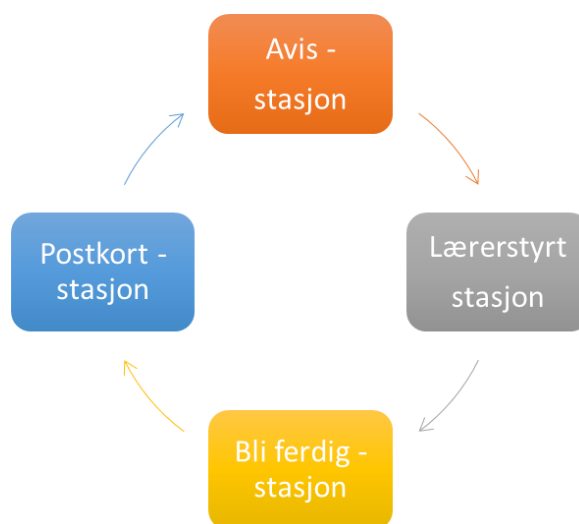 Avis -
stasjon
Lærerstyrt
stasjon
Bli ferdig -
stasjon
Postkort -
stasjon